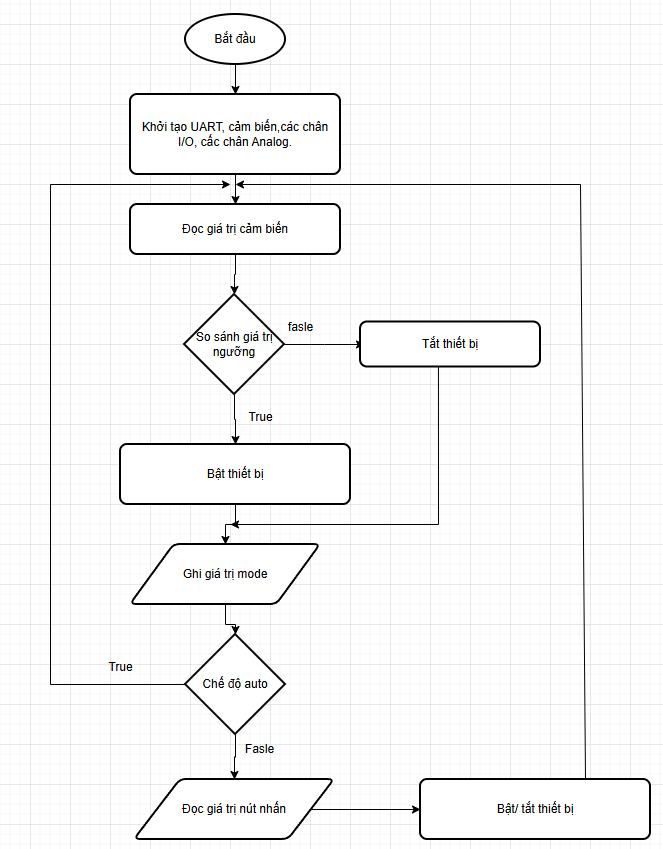 Bắt đầu
Khởi tạo UART, cảm biến,các chân
I/O, cấc chân Analog.
Đọc giá trị cảm biến
So sánh giá trị
ngưỡng
fasle
Tắt thiết bị
True
Bật thiết bị
Ghi giá trị mode
True
Chế độ auto
Fasle
Đọc giá trị nút nhấn
Bật/ tắt thiết bị